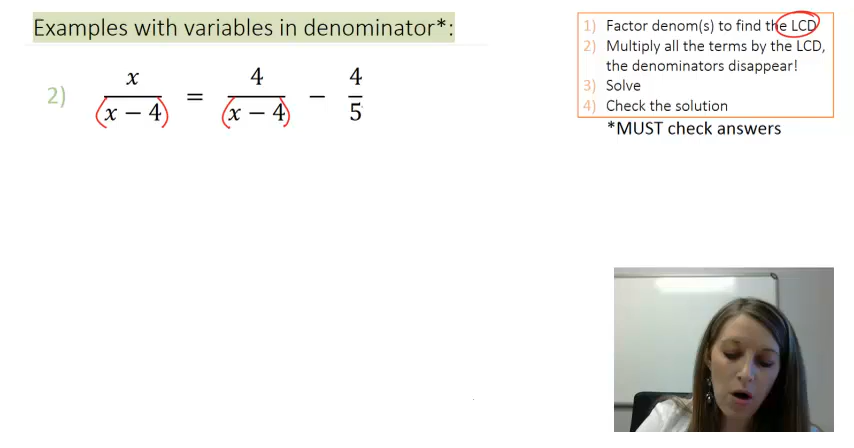 Examples with variables in denominator*:
2) x/(x − 4) = 4/(x − 4) − 4/5
1) Factor denom(s) to find the LCD
2) Multiply all the terms by the LCD,
the denominators disappear!
3) Solve
4) Check the solution
*MUST check answers